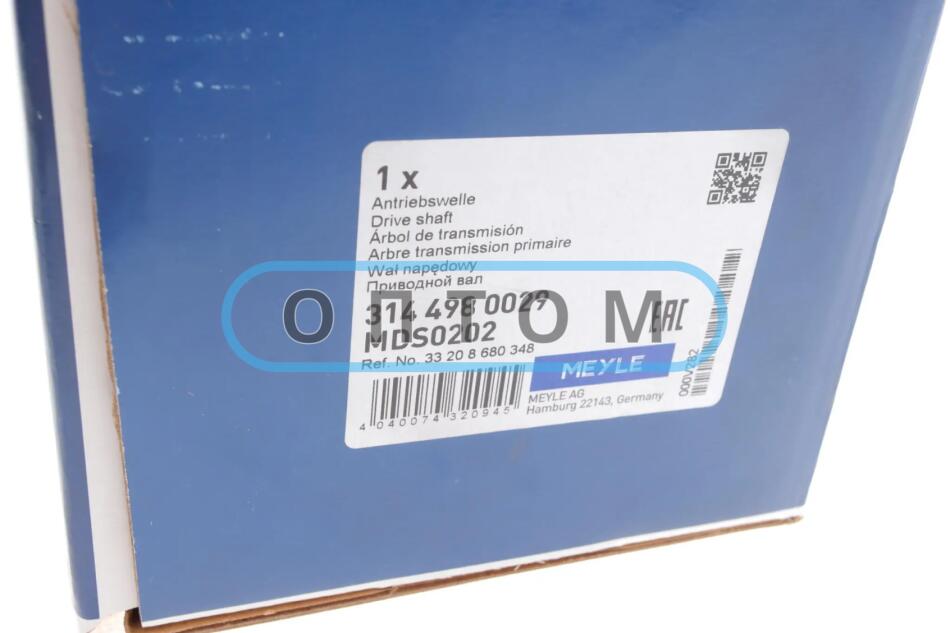 1 x
Antriebswelle
Drive shaft
Árbol de transmisión
Arbre transmission primaire
Wał napędowy
Приводной вал
314 498 0029
MDS0202
Ref. No. 33 20 8 680 348
EAC
MEYLE
MEYLE AG
Hamburg 22143, Germany
4 040074 320945
ОПТОМ